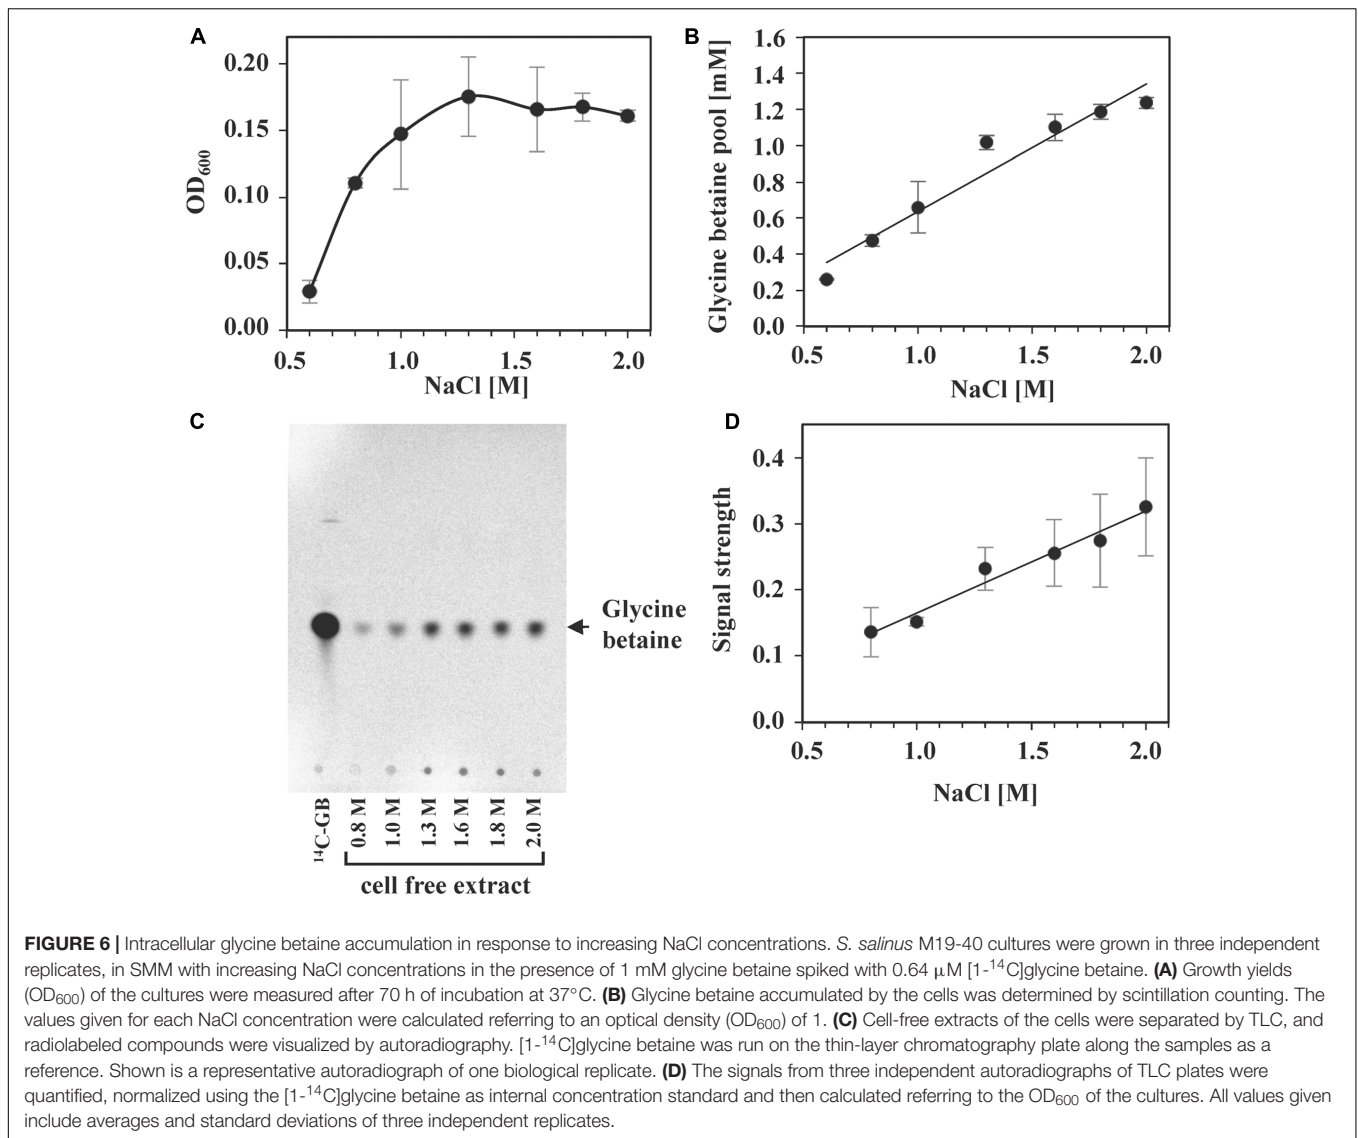 A
0.20
0.15
0.10
0.05
0.00
OD600
0.5 1.0 1.5 2.0
NaCl [M]
B
1.6
1.4
1.2
1.0
0.8
0.6
0.4
0.2
0.0
Glycine betaine pool [mM]
0.5 1.0 1.5 2.0
NaCl [M]
C
Glycine
betaine
14C-GB
0.8 M
1.0 M
1.3 M
1.6 M
1.8 M
2.0 M
cell free extract
D
0.4
0.3
0.2
0.1
0.0
Signal strength
0.5 1.0 1.5 2.0
NaCl [M]
FIGURE 6 | Intracellular glycine betaine accumulation in response to increasing NaCl concentrations. S. salinus M19-40 cultures were grown in three independent
replicates, in SMM with increasing NaCl concentrations in the presence of 1 mM glycine betaine spiked with 0.64 μM [1-14C]glycine betaine. (A) Growth yields
(OD600) of the cultures were measured after 70 h of incubation at 37°C. (B) Glycine betaine accumulated by the cells was determined by scintillation counting. The
values given for each NaCl concentration were calculated referring to an optical density (OD600) of 1. (C) Cell-free extracts of the cells were separated by TLC, and
radiolabeled compounds were visualized by autoradiography. [1-14C]glycine betaine was run on the thin-layer chromatography plate along the samples as a
reference. Shown is a representative autoradiograph of one biological replicate. (D) The signals from three independent autoradiographs of TLC plates were
quantified, normalized using the [1-14C]glycine betaine as internal concentration standard and then calculated referring to the OD600 of the cultures. All values given
include averages and standard deviations of three independent replicates.